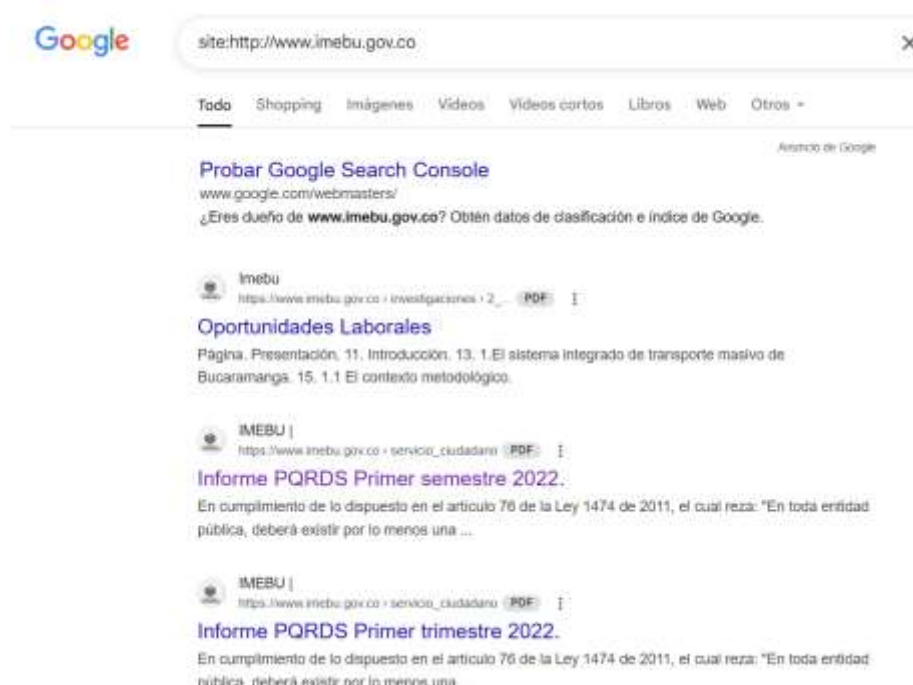 Google
site:http://www.imebu.gov.co
Todo Shopping Imágenes Videos Videos cortos Libros Web Otros
Anuncio de Google
Probar Google Search Console
www.google.com/webmasters/
¿Eres dueño de www.imebu.gov.co? Obtén datos de clasificación e índice de Google.
Imebu
https://www.imebu.gov.co › investigaciones › 2_... PDF
Oportunidades Laborales
Página. Presentación. 11. Introducción. 13. 1.El sistema integrado de transporte masivo de
Bucaramanga. 15. 1.1 El contexto metodológico.
IMEBU |
https://www.imebu.gov.co › servicio_ciudadano PDF
Informe PQRDS Primer semestre 2022.
En cumplimiento de lo dispuesto en el artículo 76 de la Ley 1474 de 2011, el cual reza: "En toda entidad
pública, deberá existir por lo menos una ...
IMEBU |
https://www.imebu.gov.co › servicio_ciudadano PDF
Informe PQRDS Primer trimestre 2022.
En cumplimiento de lo dispuesto en el artículo 76 de la Ley 1474 de 2011, el cual reza: "En toda entidad
pública, deberá existir por lo menos una